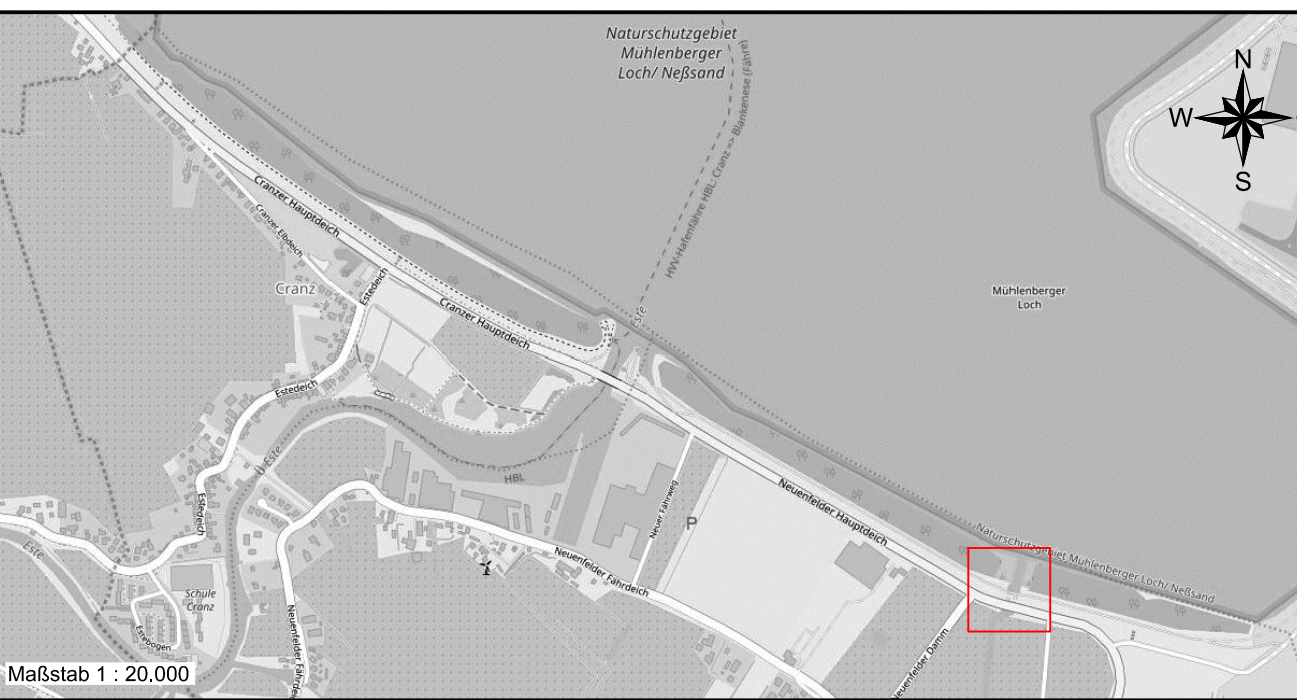 Naturschutzgebiet
Mühlenberger
Loch/ Neßsand
N
W
S
HVV-Hafenfähre HBL: Cranz => Blankenese (Fähre)
Cranzer Hauptdeich
Cranzer Elbdeich
Cranz
Estedeich
Mühlenberger
Loch
Cranzer Hauptdeich
Este
Estedeich
Este
HBL
Estedeich
Neuer Fährweg
P
Neuenfelder Hauptdeich
Naturschutzgebiet Mühlenberger Loch/ Neßsand
Este
Neuenfelder Fährdeich
Schule
Cranz
Estebogen
Neuenfelder Fährdei
Neuenfelder Damm
Maßstab 1 : 20.000